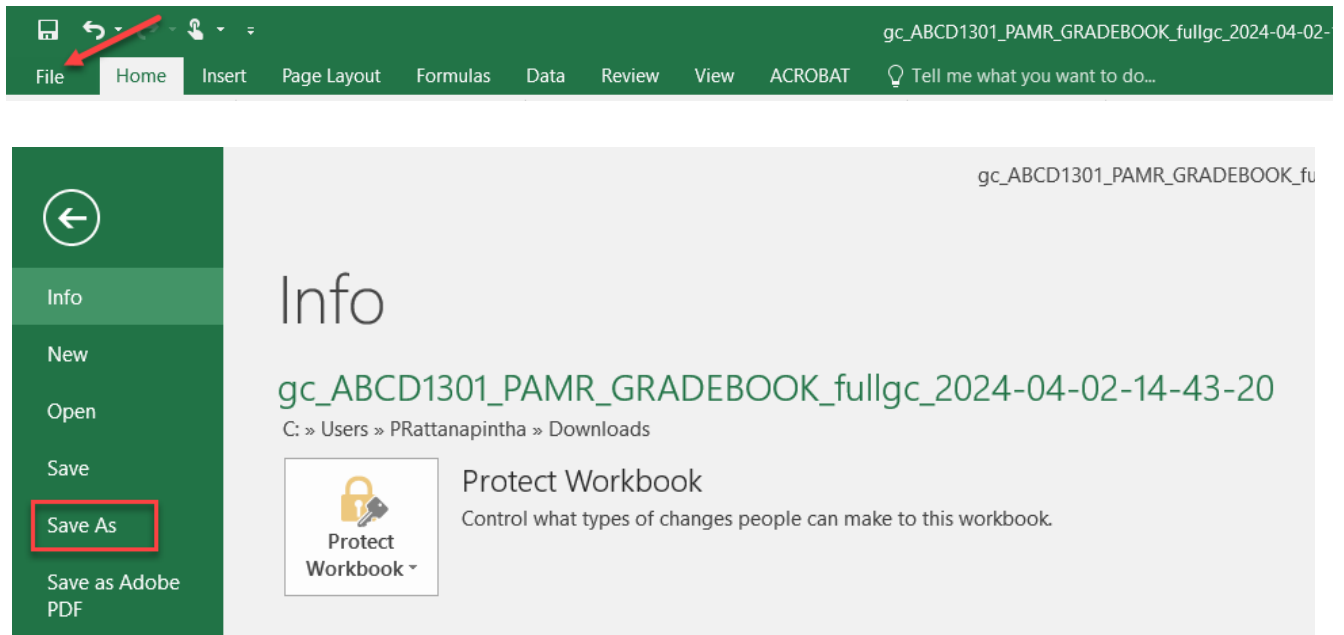 gc_ABCD1301_PAMR_GRADEBOOK_fullgc_2024-04-02-
File Home Insert Page Layout Formulas Data Review View ACROBAT Tell me what you want to do...
gc_ABCD1301_PAMR_GRADEBOOK_fu
Info
Info
New
gc_ABCD1301_PAMR_GRADEBOOK_fullgc_2024-04-02-14-43-20
Open
C: » Users » PRattanapintha » Downloads
Save
Protect Workbook
Save As
Control what types of changes people can make to this workbook.
Protect
Workbook
Save as Adobe
PDF